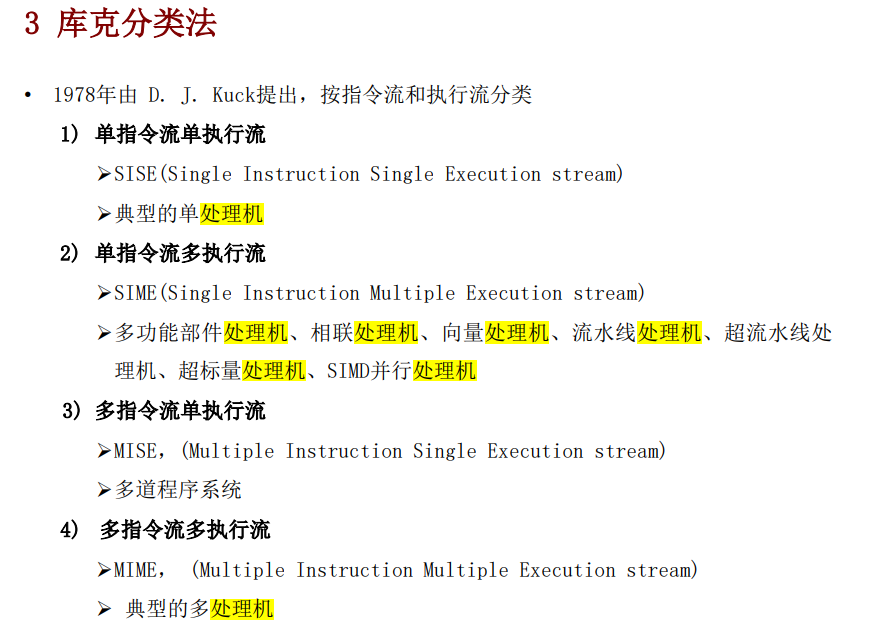 3 库克分类法
• 1978年由 D. J. Kuck提出，按指令流和执行流分类
1) 单指令流单执行流
➢SISE(Single Instruction Single Execution stream)
➢典型的单处理机
2) 单指令流多执行流
➢SIME(Single Instruction Multiple Execution stream)
➢多功能部件处理机、相联处理机、向量处理机、流水线处理机、超流水线处
理机、超标量处理机、SIMD并行处理机
3) 多指令流单执行流
➢MISE，(Multiple Instruction Single Execution stream)
➢多道程序系统
4) 多指令流多执行流
➢MIME， (Multiple Instruction Multiple Execution stream)
➢ 典型的多处理机